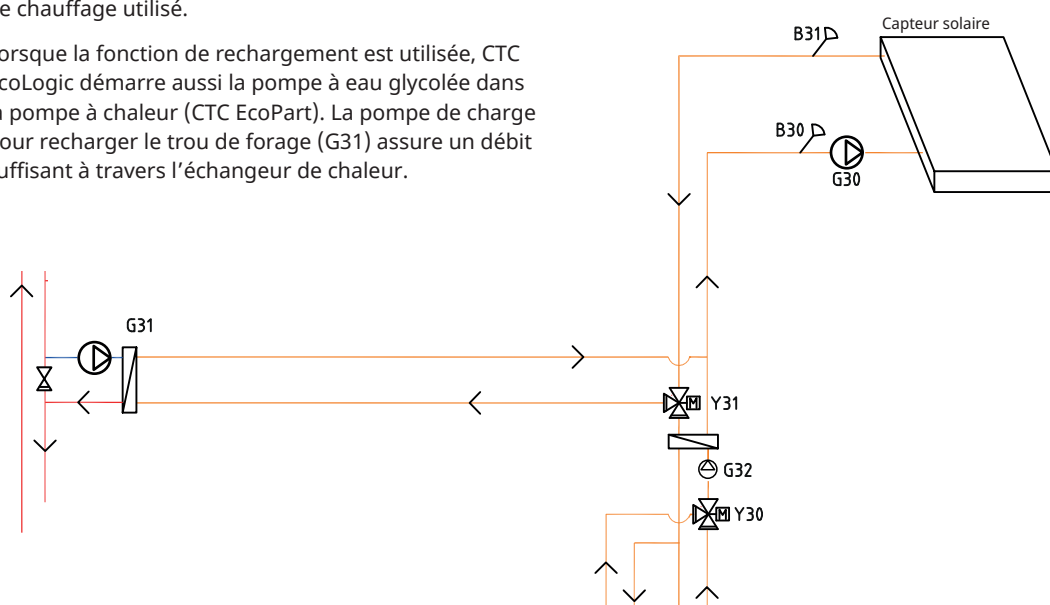 e chauffage utilisé.
orsque la fonction de rechargement est utilisée, CTC
coLogic démarre aussi la pompe à eau glycolée dans
a pompe à chaleur (CTC EcoPart). La pompe de charge
our recharger le trou de forage (G31) assure un débit
uffisant à travers l’échangeur de chaleur.
Capteur solaire
B31
B30
G30
G31
M Y31
G32
M Y30